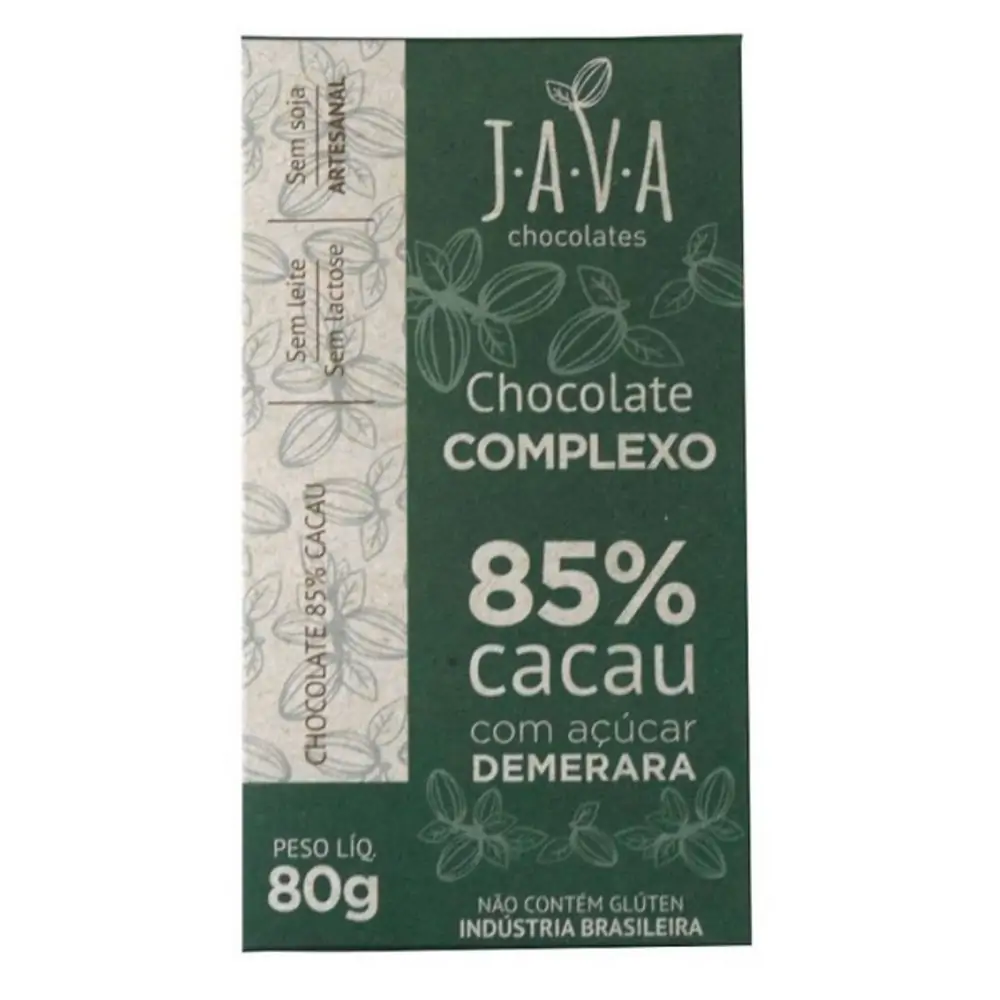 J.A.V.A
chocolates
Chocolate
COMPLEXO
85%
cacau
com açúcar
DEMERARA
NÃO CONTÉM GLÚTEN
INDÚSTRIA BRASILEIRA
PESO LÍQ.
80g
CHOCOLATE 85% CACAU
Sem leite
Sem lactose
Sem soja
ARTESANAL